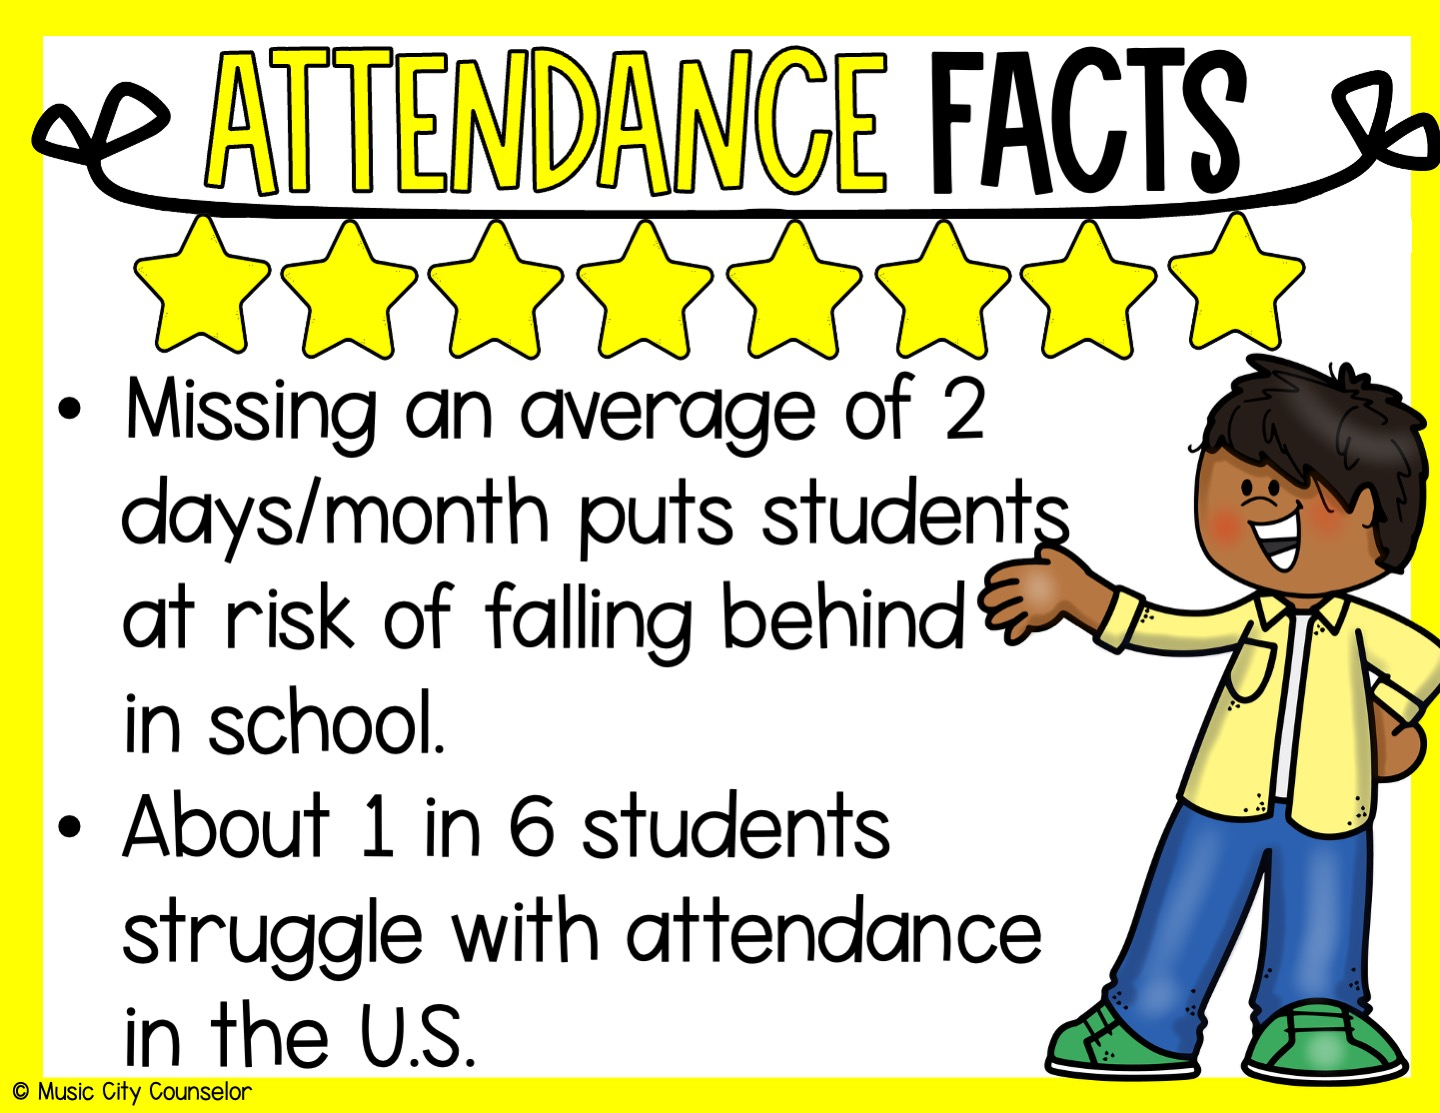 ATTENDANCE FACTS
• Missing an average of 2
days/month puts students
at risk of falling behind
in school.
• About 1 in 6 students
struggle with attendance
in the U.S.
© Music City Counselor